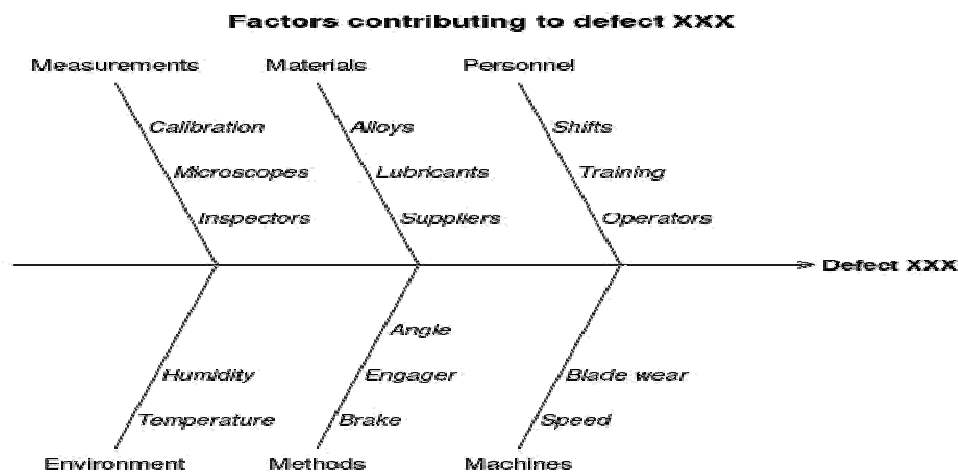 Factors contributing to defect XXX
Measurements
Materials
Personnel
Calibration
Alloys
Shifts
Microscopes
Lubricants
Training
Inspectors
Suppliers
Operators
Defect XXX
Angle
Humidity
Engager
Blade wear
Temperature
Brake
Speed
Environment
Methods
Machines